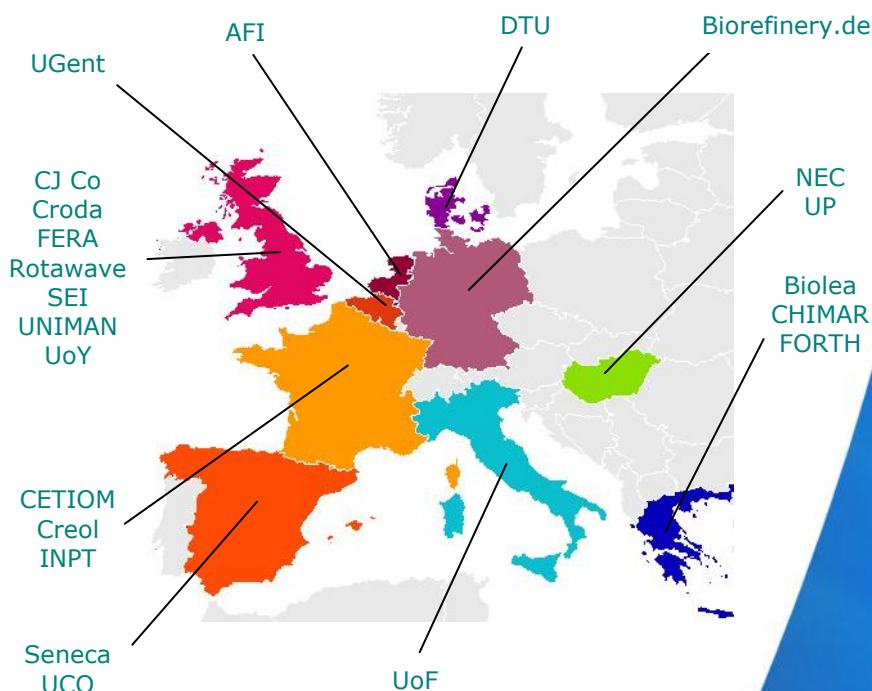 AFI
DTU
Biorefinery.de
UGent
CJ Co
Croda
FERA
Rotawave
SEI
UNIMAN
UoY
NEC
UP
Biolea
CHIMAR
FORTH
CETIOM
Creol
INPT
Seneca
UCO
UoF